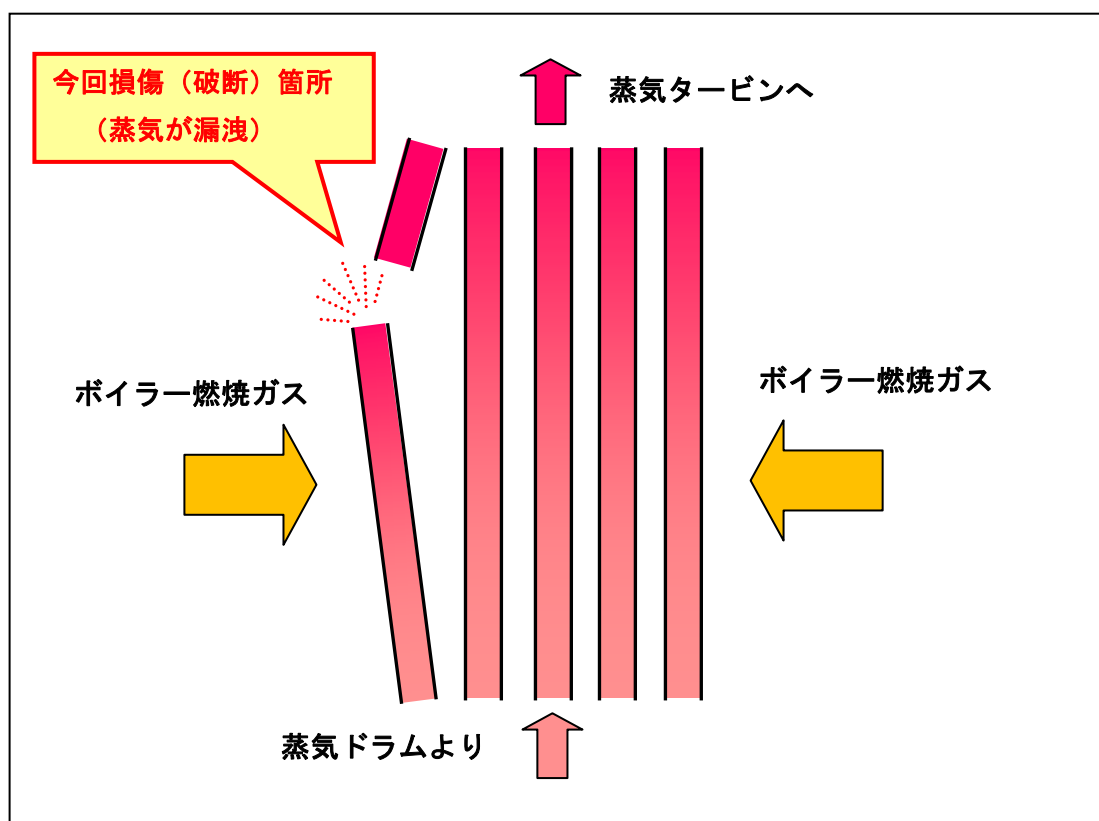 今回損傷（破断）箇所
（蒸気が漏洩）
蒸気タービンへ
ボイラー燃焼ガス
ボイラー燃焼ガス
蒸気ドラムより